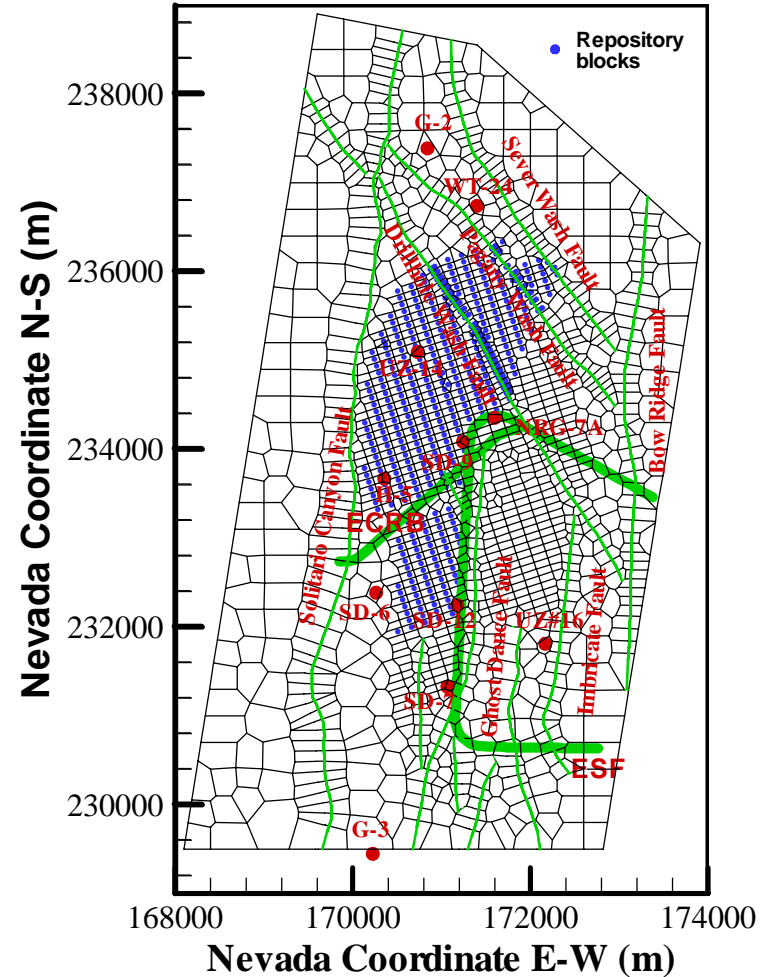 Repository
blocks
238000
236000
234000
232000
230000
Nevada Coordinate N-S (m)
G-2
WT-24
Sever Wash Fault
Pagany Wash Fault
Drillhole Wash Fault
UZ-14
Bow Ridge Fault
NRG-7A
SD-9
H-5
ECRB
Solitario Canyon Fault
SD-6
SD-12
UZ#16
Ghost Dance Fault
Imbricate Fault
SD-7
ESF
G-3
168000
170000
172000
174000
Nevada Coordinate E-W (m)